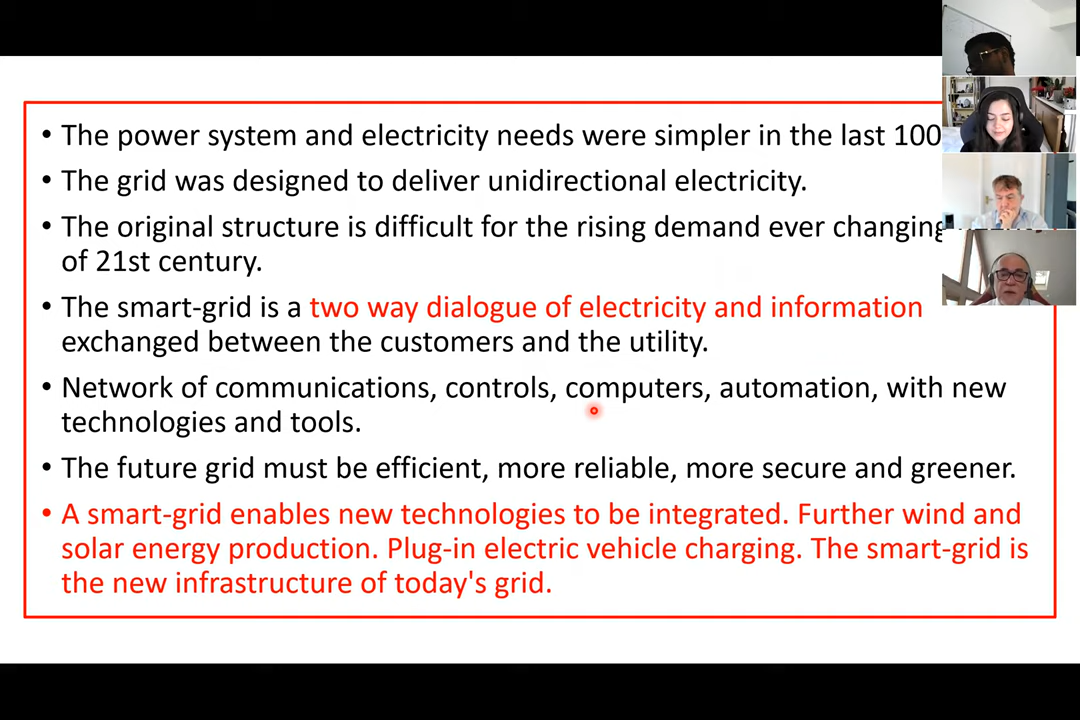 • The power system and electricity needs were simpler in the last 100
• The grid was designed to deliver unidirectional electricity.
• The original structure is difficult for the rising demand ever changing
of 21st century.
• The smart-grid is a two way dialogue of electricity and information
exchanged between the customers and the utility.
• Network of communications, controls, computers, automation, with new
technologies and tools.
• The future grid must be efficient, more reliable, more secure and greener.
• A smart-grid enables new technologies to be integrated. Further wind and
solar energy production. Plug-in electric vehicle charging. The smart-grid is
the new infrastructure of today's grid.